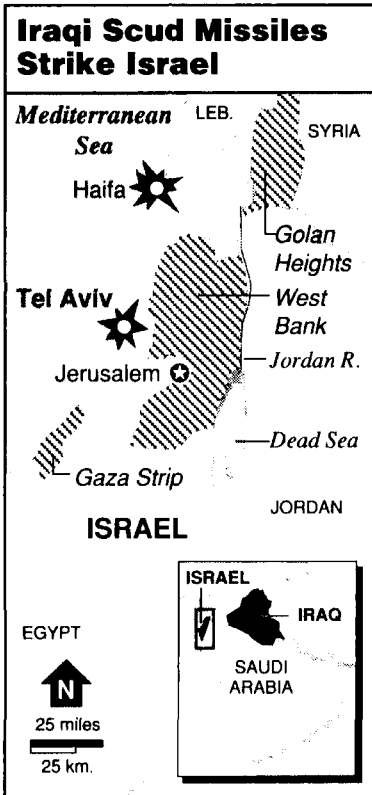 Iraqi Scud Missiles
Strike Israel
Mediterranean
Sea
LEB.
SYRIA
Haifa
Golan
Heights
Tel Aviv
West
Bank
Jordan R.
Jerusalem
Dead Sea
Gaza Strip
JORDAN
ISRAEL
ISRAEL
IRAQ
SAUDI
ARABIA
EGYPT
N
25 miles
25 km.